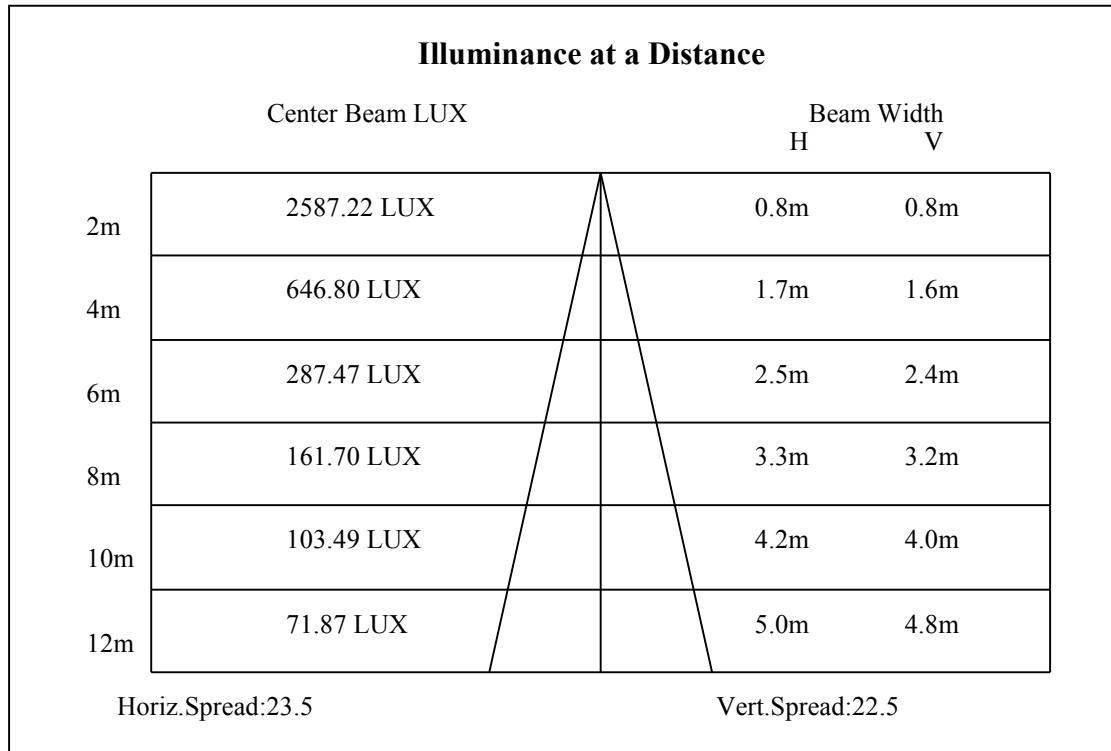 Illuminance at a Distance
Center Beam LUX Beam Width
H V
2m 2587.22 LUX 0.8m 0.8m
4m 646.80 LUX 1.7m 1.6m
6m 287.47 LUX 2.5m 2.4m
8m 161.70 LUX 3.3m 3.2m
10m 103.49 LUX 4.2m 4.0m
12m 71.87 LUX 5.0m 4.8m
Horiz.Spread:23.5 Vert.Spread:22.5